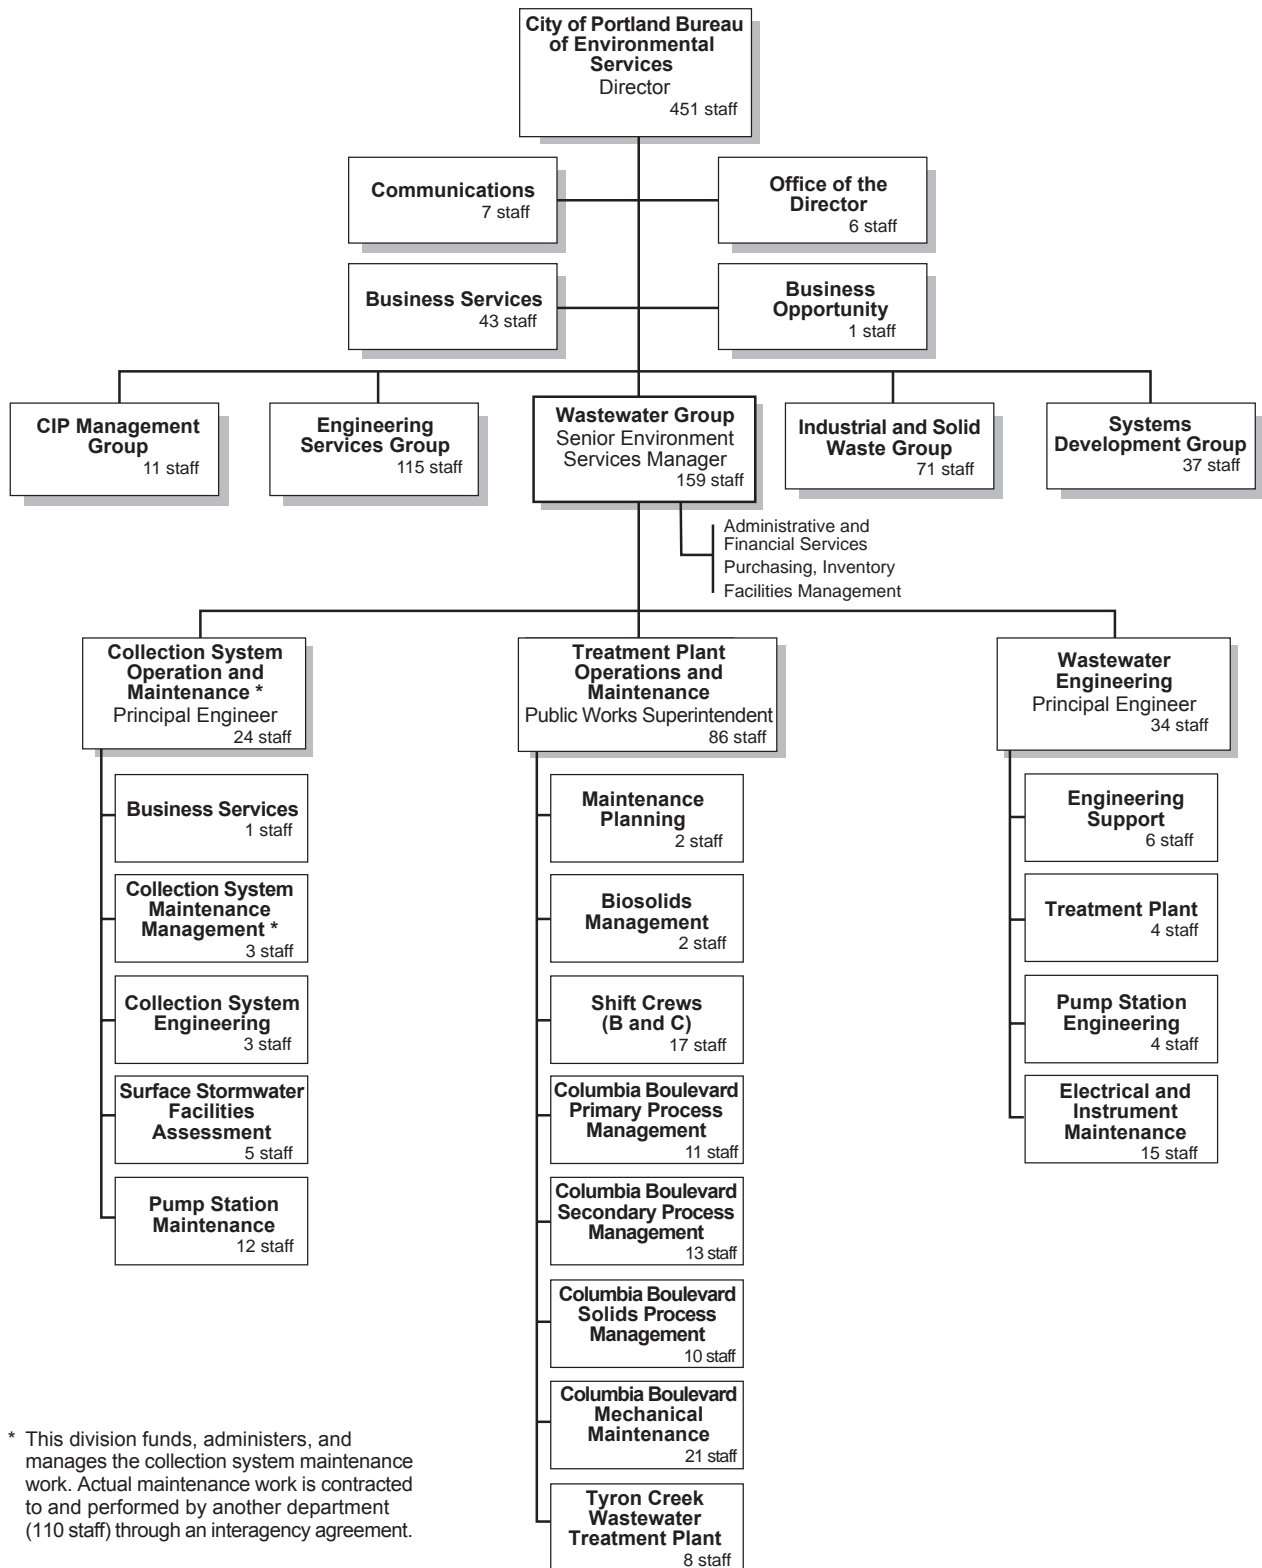 City of Portland Bureau
of Environmental
Services
Director
451 staff
Communications
7 staff
Office of the
Director
6 staff
Business Services
43 staff
Business
Opportunity
1 staff
CIP Management
Group
11 staff
Engineering
Services Group
115 staff
Wastewater Group
Senior Environment
Services Manager
159 staff
Industrial and Solid
Waste Group
71 staff
Systems
Development Group
37 staff
Administrative and
Financial Services
Purchasing, Inventory
Facilities Management
Collection System
Operation and
Maintenance *
Principal Engineer
24 staff
Treatment Plant
Operations and
Maintenance
Public Works Superintendent
86 staff
Wastewater
Engineering
Principal Engineer
34 staff
Business Services
1 staff
Collection System
Maintenance
Management *
3 staff
Collection System
Engineering
3 staff
Surface Stormwater
Facilities
Assessment
5 staff
Pump Station
Maintenance
12 staff
Maintenance
Planning
2 staff
Biosolids
Management
2 staff
Shift Crews
(B and C)
17 staff
Columbia Boulevard
Primary Process
Management
11 staff
Columbia Boulevard
Secondary Process
Management
13 staff
Columbia Boulevard
Solids Process
Management
10 staff
Columbia Boulevard
Mechanical
Maintenance
21 staff
Tyron Creek
Wastewater
Treatment Plant
8 staff
Engineering
Support
6 staff
Treatment Plant
4 staff
Pump Station
Engineering
4 staff
Electrical and
Instrument
Maintenance
15 staff
* This division funds, administers, and
manages the collection system maintenance
work. Actual maintenance work is contracted
to and performed by another department
(110 staff) through an interagency agreement.